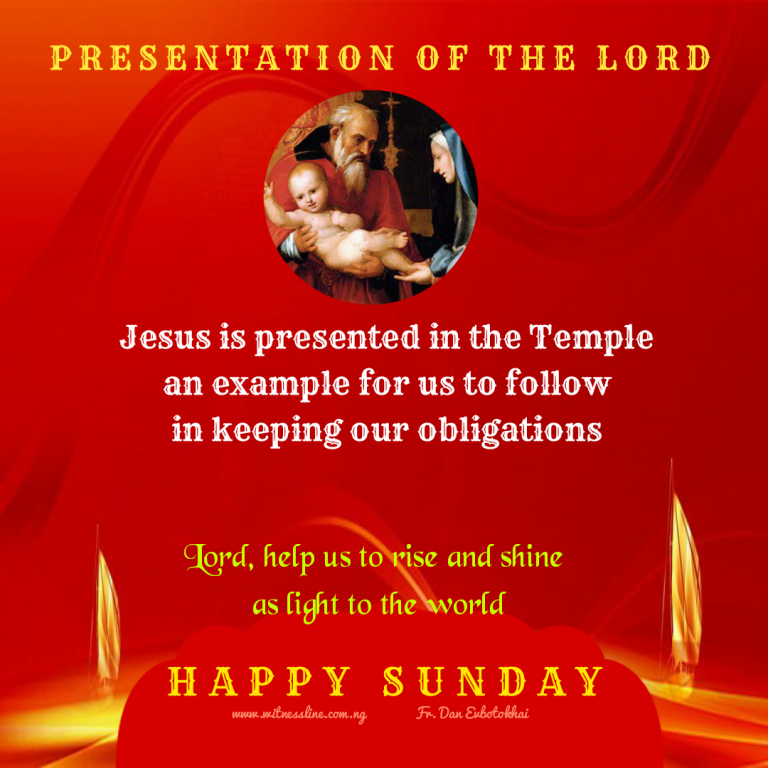 PRESENTATION OF THE LORD
Jesus is presented in the Temple
an example for us to follow
in keeping our obligations
Lord, help us to rise and shine
as light to the world
HAPPY SUNDAY
www.witnessline.com.ng Fr. Dan Evbotokhai